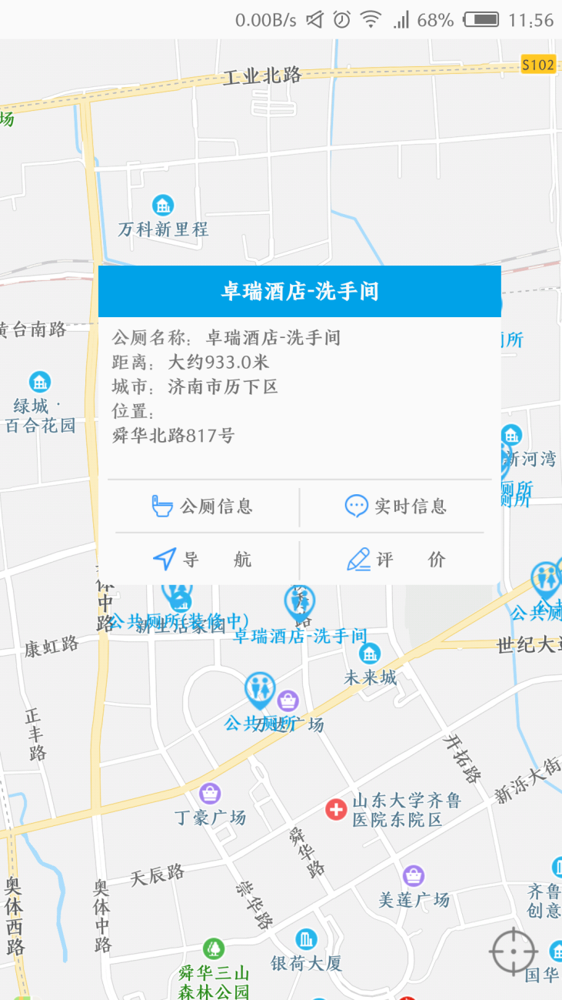 0.00B/s 68% 11:56
S102
工业北路
场
万科新里程
卓瑞酒店-洗手间
公厕名称：卓瑞酒店-洗手间
距离：大约933.0米
城市：济南市历下区
位置：
舜华北路817号
公厕信息
实时信息
导 航
评 价
黄台南路
厕所
绿城·
百合花园
新河湾
厕所
厕所
体中路
公共厕所(装修中)
新生活家园
卓瑞酒店-洗手间
公共厕
康虹路
世纪大道
未来城
公共厕所
万达广场
正丰路
开拓路
新泺大街
丁豪广场
山东大学齐鲁
医院东院区
舜华路
天辰路
奥体西路
奥体中路
崇华路
美莲广场
齐鲁
创意
舜华三山
森林公园
银荷大厦
国华